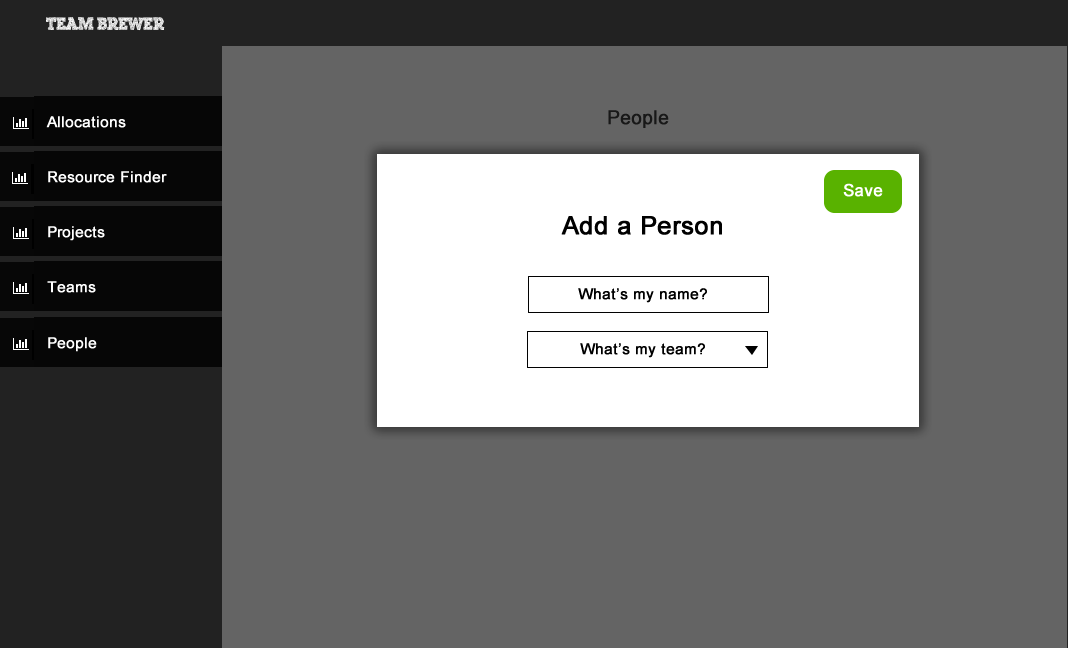 TEAM BREWER
Allocations
Resource Finder
Projects
Teams
People
People
Save
Add a Person
What's my name?
What's my team?